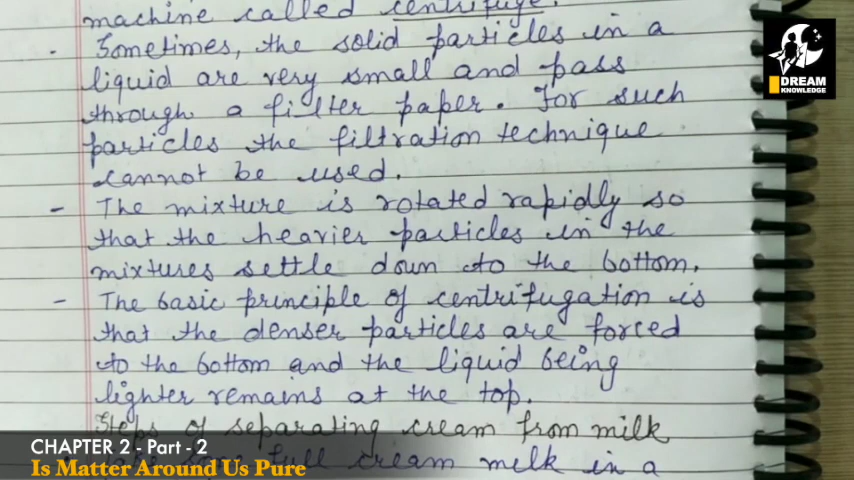 machine called centrifuge.
Sometimes, the solid particles in a
liquid are very small and pass
through a filter paper. For such
particles the filtration technique
cannot be used.
- The mixture is rotated rapidly so
that the heavier particles in the
mixtures settle down to the bottom.
- The basic principle of centrifugation is
that the denser particles are forced
to the bottom and the liquid being
lighter remains at the top.
Steps of separating cream from milk
full cream milk in a
DREAM
KNOWLEDGE
CHAPTER 2 - Part - 2
Is Matter Around Us Pure